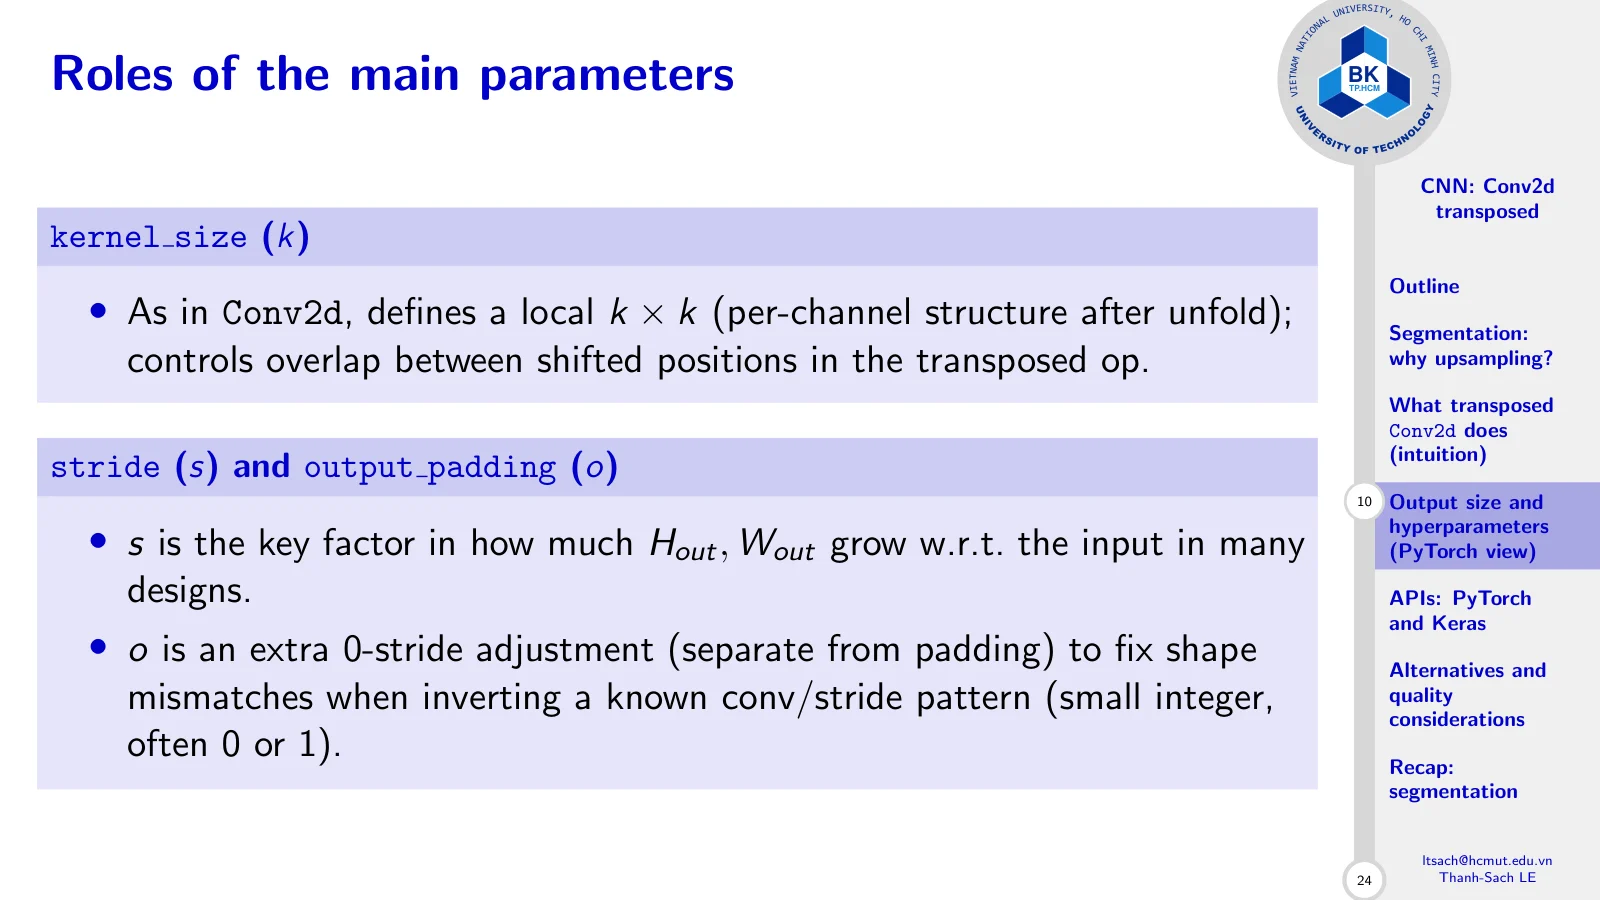 Roles of the main parameters
kernel_size (k)
• As in Conv2d, defines a local k × k (per-channel structure after unfold);
controls overlap between shifted positions in the transposed op.
stride (s) and output_padding (o)
• s is the key factor in how much H_out, W_out grow w.r.t. the input in many
designs.
• o is an extra 0-stride adjustment (separate from padding) to fix shape
mismatches when inverting a known conv/stride pattern (small integer,
often 0 or 1).
VIETNAM NATIONAL UNIVERSITY, HO CHI MINH CITY
BK
TP.HCM
UNIVERSITY OF TECHNOLOGY
CNN: Conv2d
transposed
Outline
Segmentation:
why upsampling?
What transposed
Conv2d does
(intuition)
10
Output size and
hyperparameters
(PyTorch view)
APIs: PyTorch
and Keras
Alternatives and
quality
considerations
Recap:
segmentation
ltsach@hcmut.edu.vn
Thanh-Sach LE
24